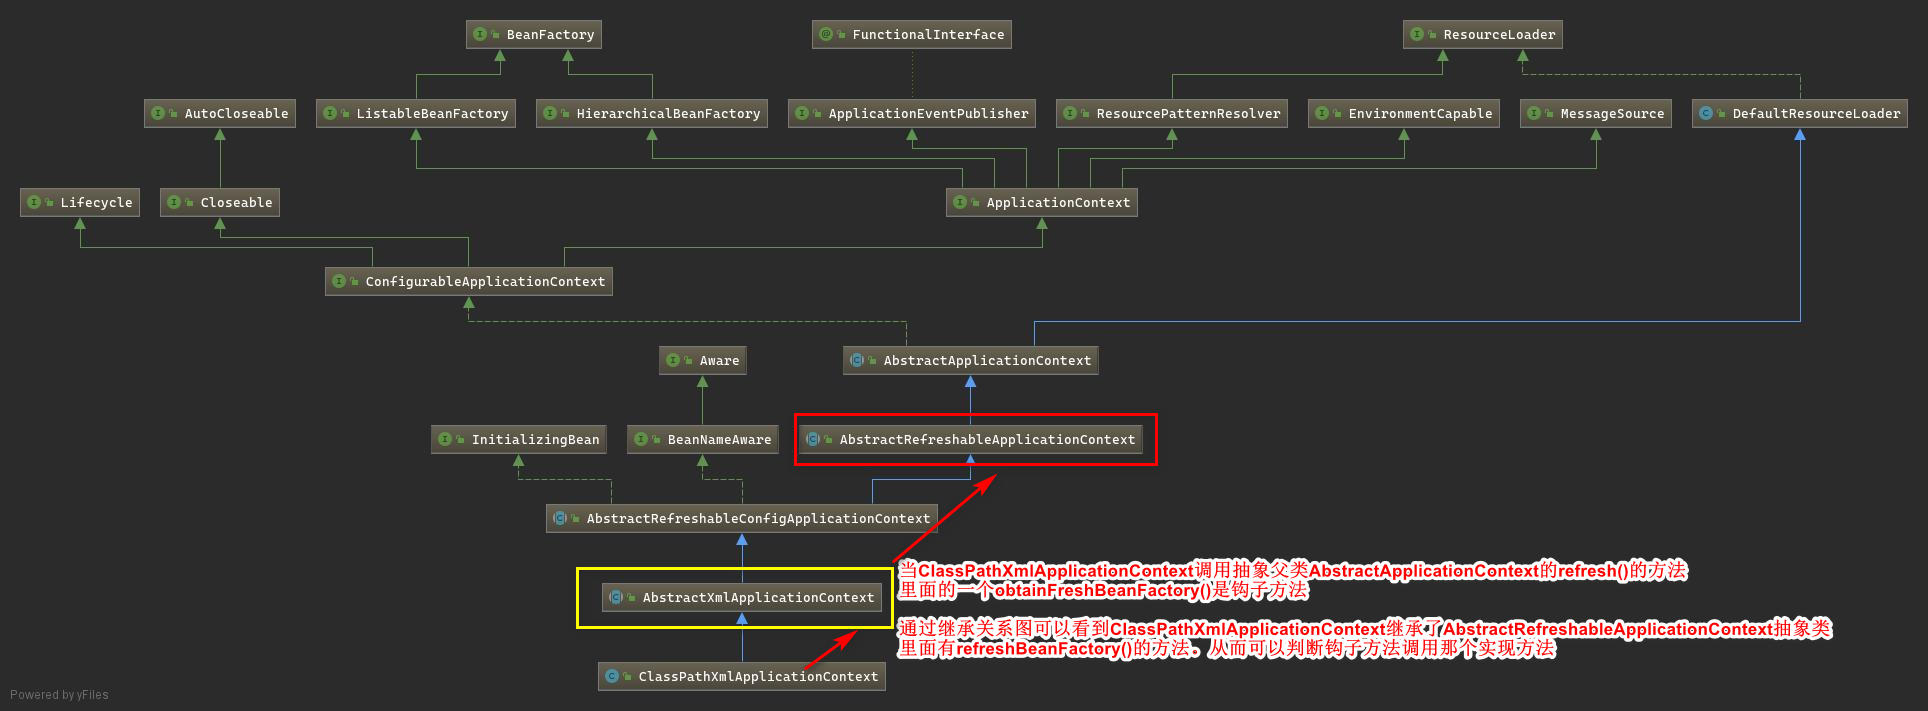 BeanFactory
FunctionalInterface
ResourceLoader
AutoCloseable
ListableBeanFactory
HierarchicalBeanFactory
ApplicationEventPublisher
ResourcePatternResolver
EnvironmentCapable
MessageSource
DefaultResourceLoader
Lifecycle
Closeable
ApplicationContext
ConfigurableApplicationContext
Aware
AbstractApplicationContext
InitializingBean
BeanNameAware
AbstractRefreshableApplicationContext
AbstractRefreshableConfigApplicationContext
当ClassPathXmlApplicationContext调用抽象父类AbstractApplicationContext的refresh()的方法
里面的一个obtainFreshBeanFactory()是钩子方法
AbstractXmlApplicationContext
通过继承关系图可以看到ClassPathXmlApplicationContext继承了AbstractRefreshableApplicationContext抽象类
里面有refreshBeanFactory()的方法．从而可以判断钩子方法调用那个实现方法
ClassPathXmlApplicationContext
Powered by yFiles